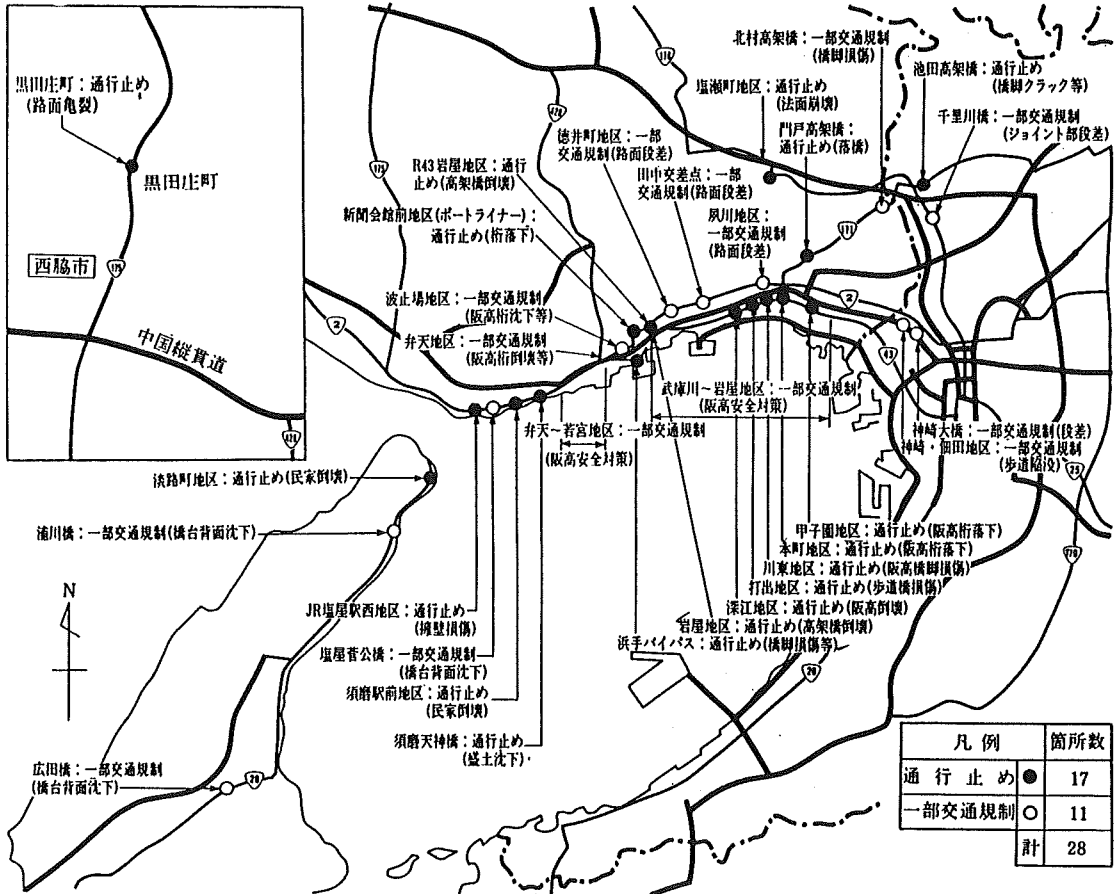 黒田庄町：通行止め
(路面亀裂)
黒田庄町
西脇市
175
中国縦貫道
428
北村高架橋：一部交通規制
(橋脚損傷)
池田高架橋：通行止め
(橋脚クラック等)
塩瀬町地区：通行止め
(法面崩壊)
千里川橋：一部交通規制
(ジョイント部段差)
門戸高架橋：
通行止め(落橋)
徳井町地区：一部
交通規制(路面段差)
R43岩屋地区：通行
止め(高架橋倒壊)
田中交差点：一部
交通規制(路面段差)
新聞会館前地区(ポートライナー)：
通行止め(桁落下)
夙川地区：
一部交通規制
(路面段差)
176
428
175
171
2
2
43
波止場地区：一部交通規制
(阪高桁沈下等)
弁天地区：一部交通規制
(阪高桁倒壊等)
武庫川～岩屋地区：一部交通規制
(阪高安全対策)
弁天～若宮地区：一部交通規制
(阪高安全対策)
神崎大橋：一部交通規制(段差)
神崎・佃田地区：一部交通規制
(歩道陥没)
25
淡路町地区：通行止め(民家倒壊)
浦川橋：一部交通規制(橋台背面沈下)
甲子園地区：通行止め(阪高桁落下)
本町地区：通行止め(阪高桁落下)
川東地区：通行止め(阪高橋脚損傷)
打出地区：通行止め(歩道橋損傷)
深江地区：通行止め(阪高倒壊)
岩屋地区：通行止め(高架橋倒壊)
浜手バイパス：通行止め(橋脚損傷等)
170
N
JR塩屋駅西地区：通行止め
(擁壁損傷)
塩屋菅公橋：一部交通規制
(橋台背面沈下)
須磨駅前地区：通行止め
(民家倒壊)
須磨天神橋：通行止め
(盛土沈下)
26
広田橋：一部交通規制
(橋台背面沈下)
28
凡例 箇所数
通行止め ● 17
一部交通規制 ○ 11
計 28